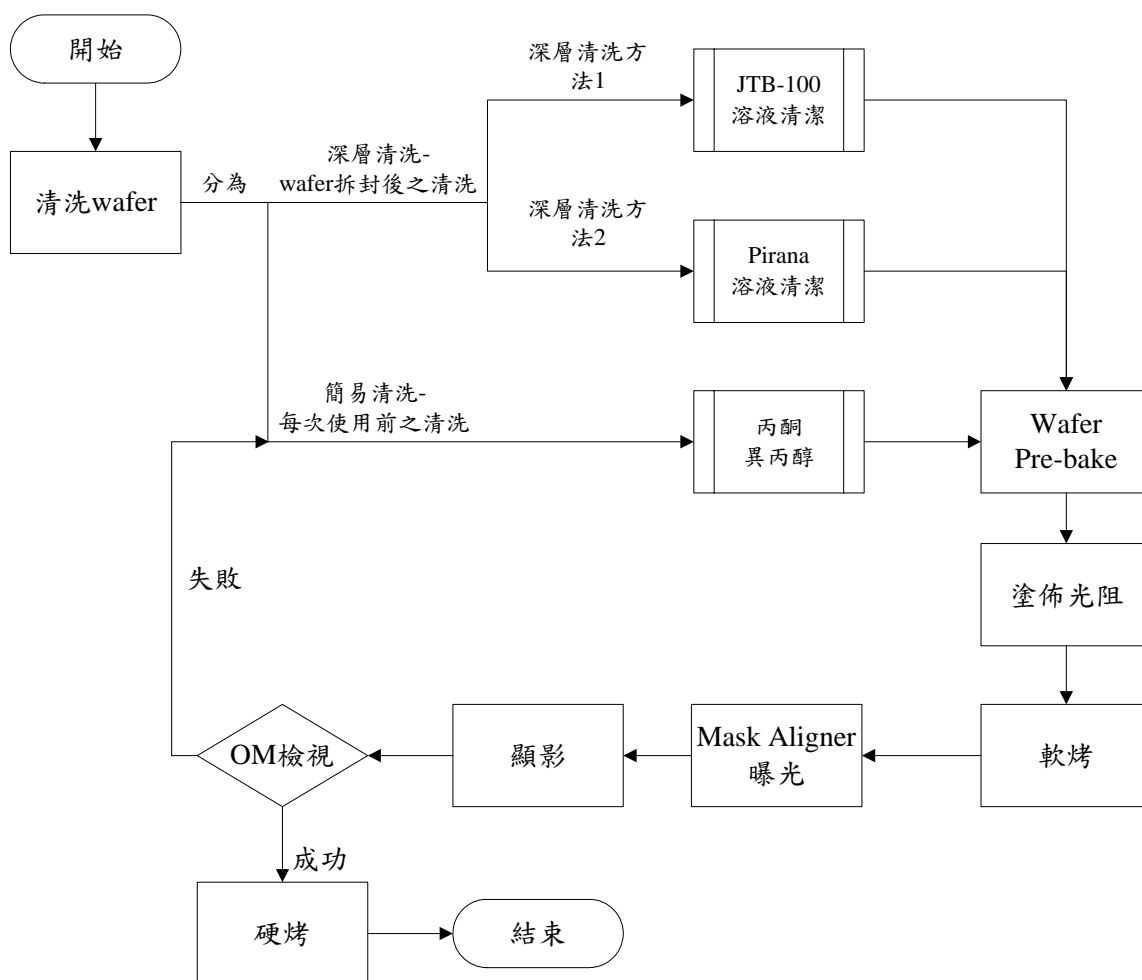 開始
清洗wafer
分為
深層清洗-
wafer拆封後之清洗
深層清洗方
法1
JTB-100
溶液清潔
深層清洗方
法2
Pirana
溶液清潔
簡易清洗-
每次使用前之清洗
丙酮
異丙醇
Wafer
Pre-bake
塗佈光阻
軟烤
Mask Aligner
曝光
顯影
OM檢視
失敗
成功
硬烤
結束